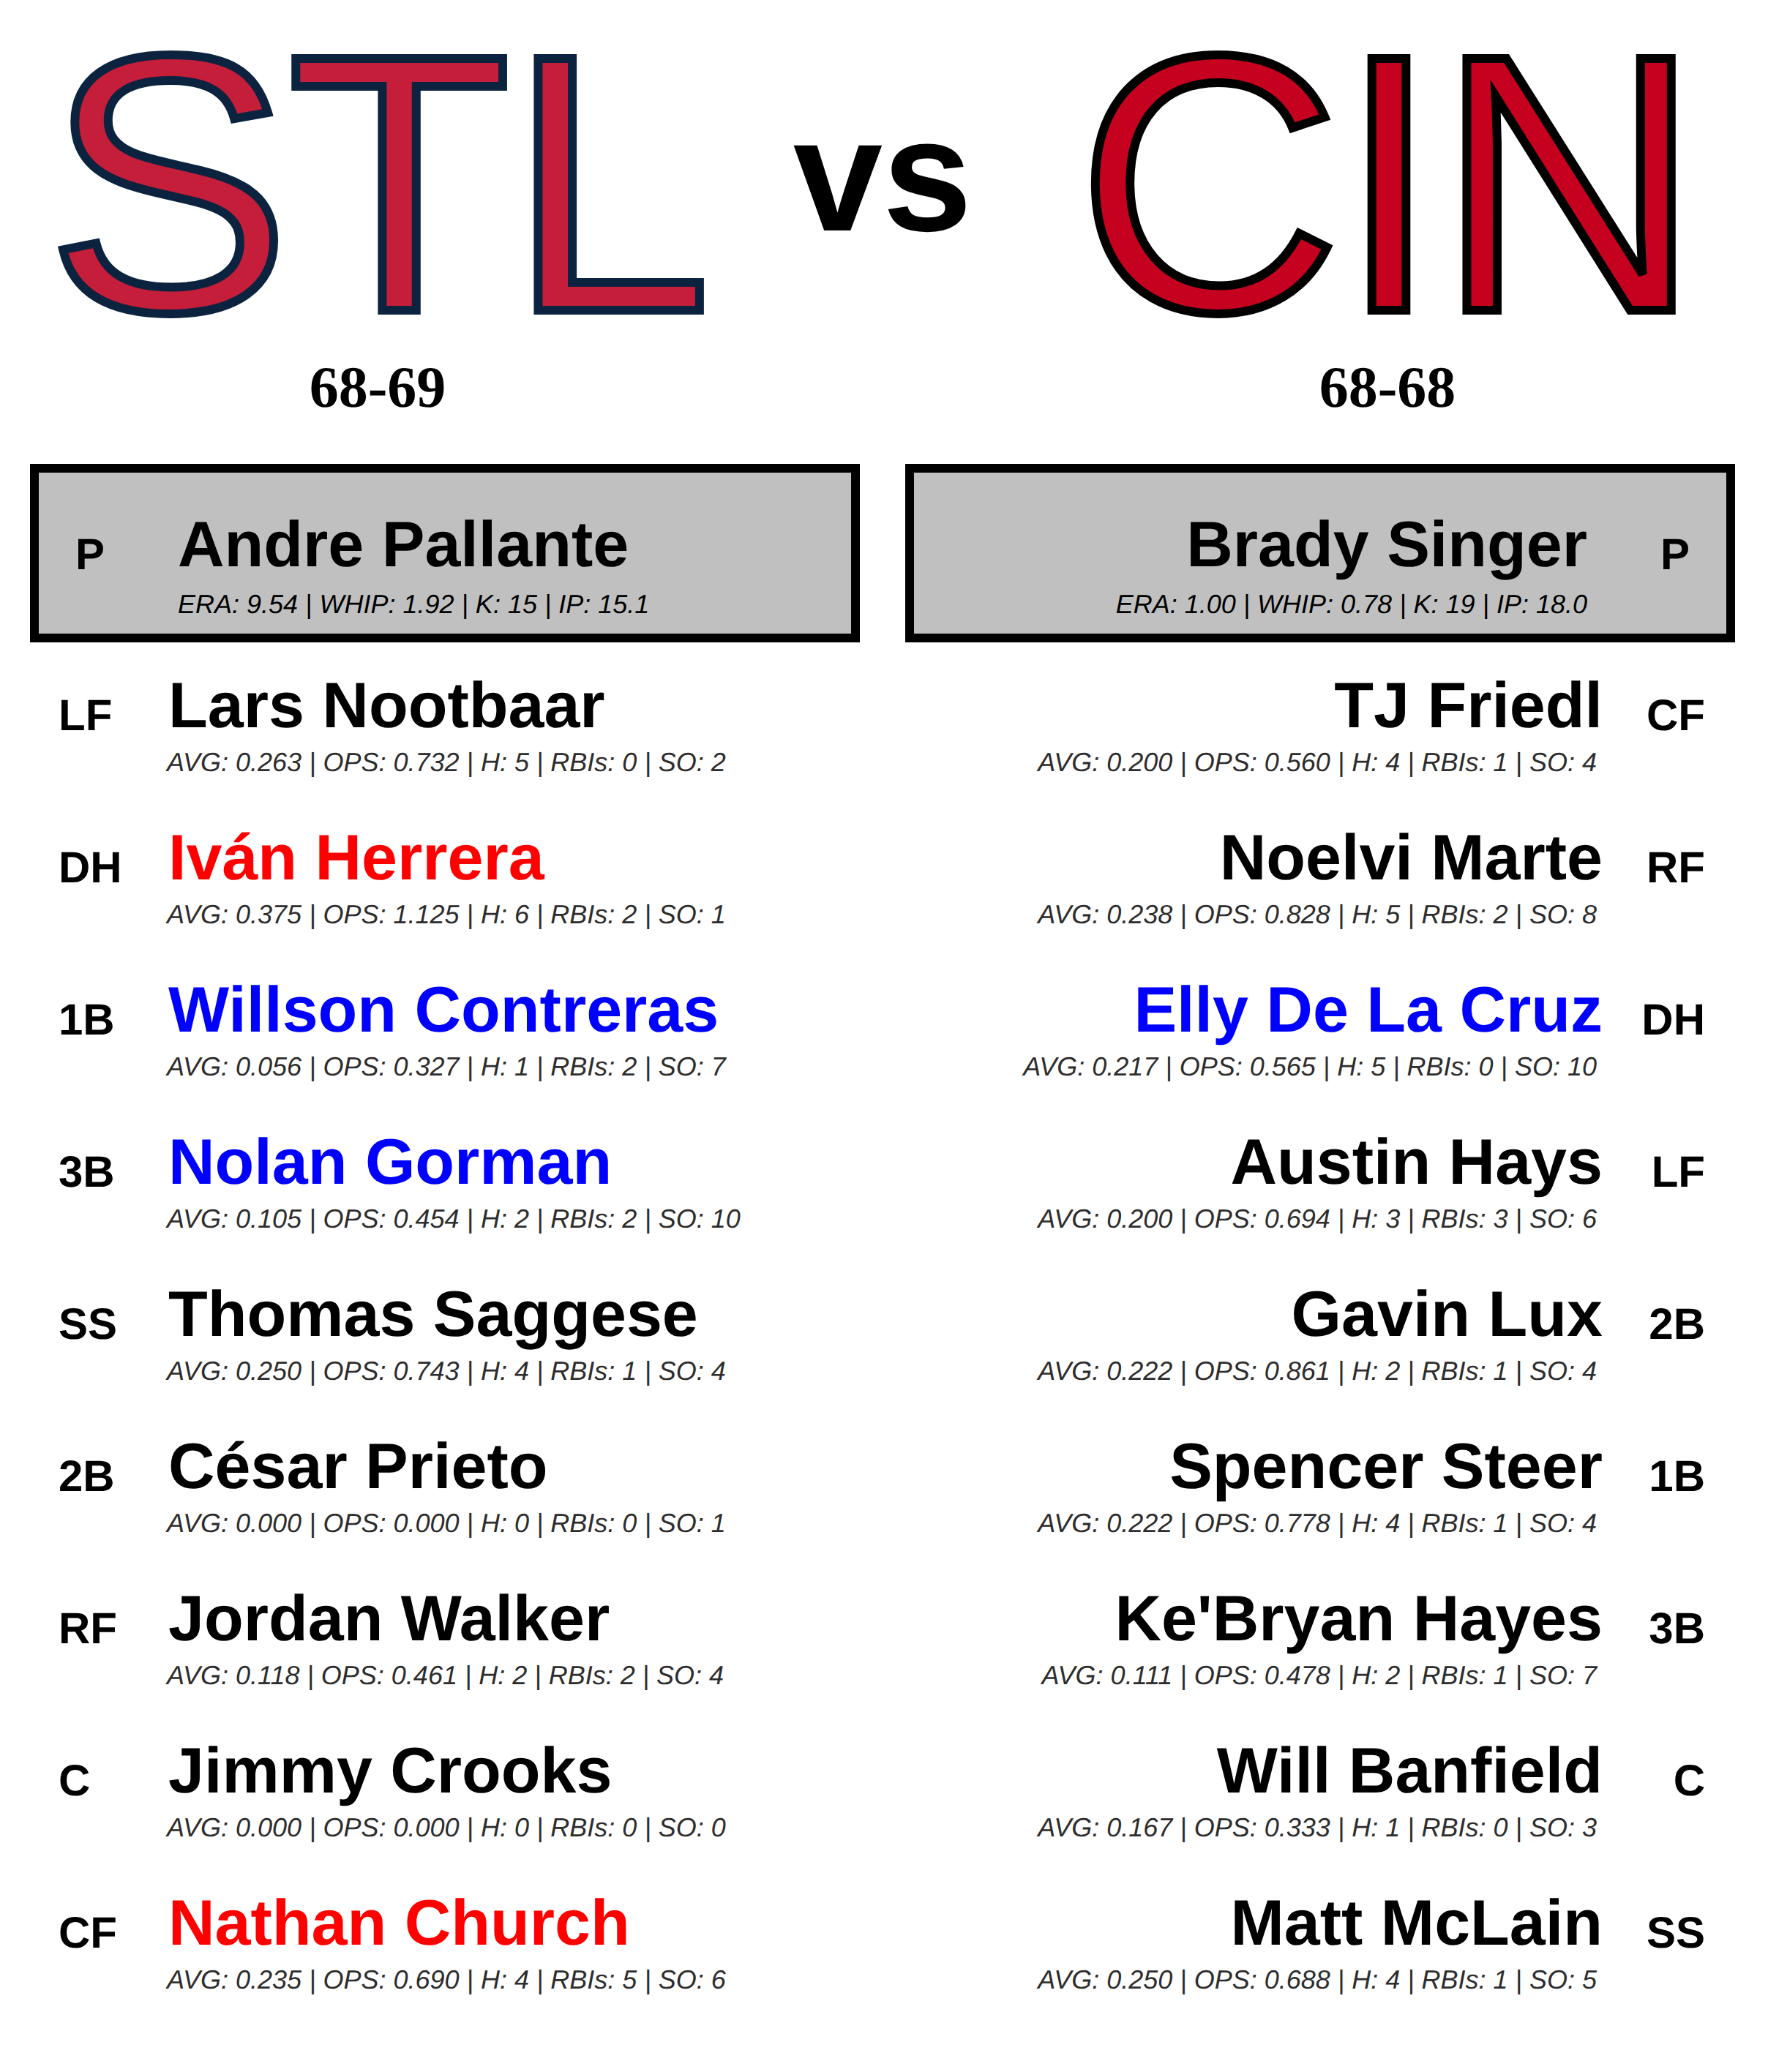 STL vs CIN
68-69 68-68
P Andre Pallante
ERA: 9.54 | WHIP: 1.92 | K: 15 | IP: 15.1
Brady Singer P
ERA: 1.00 | WHIP: 0.78 | K: 19 | IP: 18.0
LF Lars Nootbaar
AVG: 0.263 | OPS: 0.732 | H: 5 | RBIs: 0 | SO: 2
TJ Friedl CF
AVG: 0.200 | OPS: 0.560 | H: 4 | RBIs: 1 | SO: 4
DH Iván Herrera
AVG: 0.375 | OPS: 1.125 | H: 6 | RBIs: 2 | SO: 1
Noelvi Marte RF
AVG: 0.238 | OPS: 0.828 | H: 5 | RBIs: 2 | SO: 8
1B Willson Contreras
AVG: 0.056 | OPS: 0.327 | H: 1 | RBIs: 2 | SO: 7
Elly De La Cruz DH
AVG: 0.217 | OPS: 0.565 | H: 5 | RBIs: 0 | SO: 10
3B Nolan Gorman
AVG: 0.105 | OPS: 0.454 | H: 2 | RBIs: 2 | SO: 10
Austin Hays LF
AVG: 0.200 | OPS: 0.694 | H: 3 | RBIs: 3 | SO: 6
SS Thomas Saggese
AVG: 0.250 | OPS: 0.743 | H: 4 | RBIs: 1 | SO: 4
Gavin Lux 2B
AVG: 0.222 | OPS: 0.861 | H: 2 | RBIs: 1 | SO: 4
2B César Prieto
AVG: 0.000 | OPS: 0.000 | H: 0 | RBIs: 0 | SO: 1
Spencer Steer 1B
AVG: 0.222 | OPS: 0.778 | H: 4 | RBIs: 1 | SO: 4
RF Jordan Walker
AVG: 0.118 | OPS: 0.461 | H: 2 | RBIs: 2 | SO: 4
Ke'Bryan Hayes 3B
AVG: 0.111 | OPS: 0.478 | H: 2 | RBIs: 1 | SO: 7
C Jimmy Crooks
AVG: 0.000 | OPS: 0.000 | H: 0 | RBIs: 0 | SO: 0
Will Banfield C
AVG: 0.167 | OPS: 0.333 | H: 1 | RBIs: 0 | SO: 3
CF Nathan Church
AVG: 0.235 | OPS: 0.690 | H: 4 | RBIs: 5 | SO: 6
Matt McLain SS
AVG: 0.250 | OPS: 0.688 | H: 4 | RBIs: 1 | SO: 5